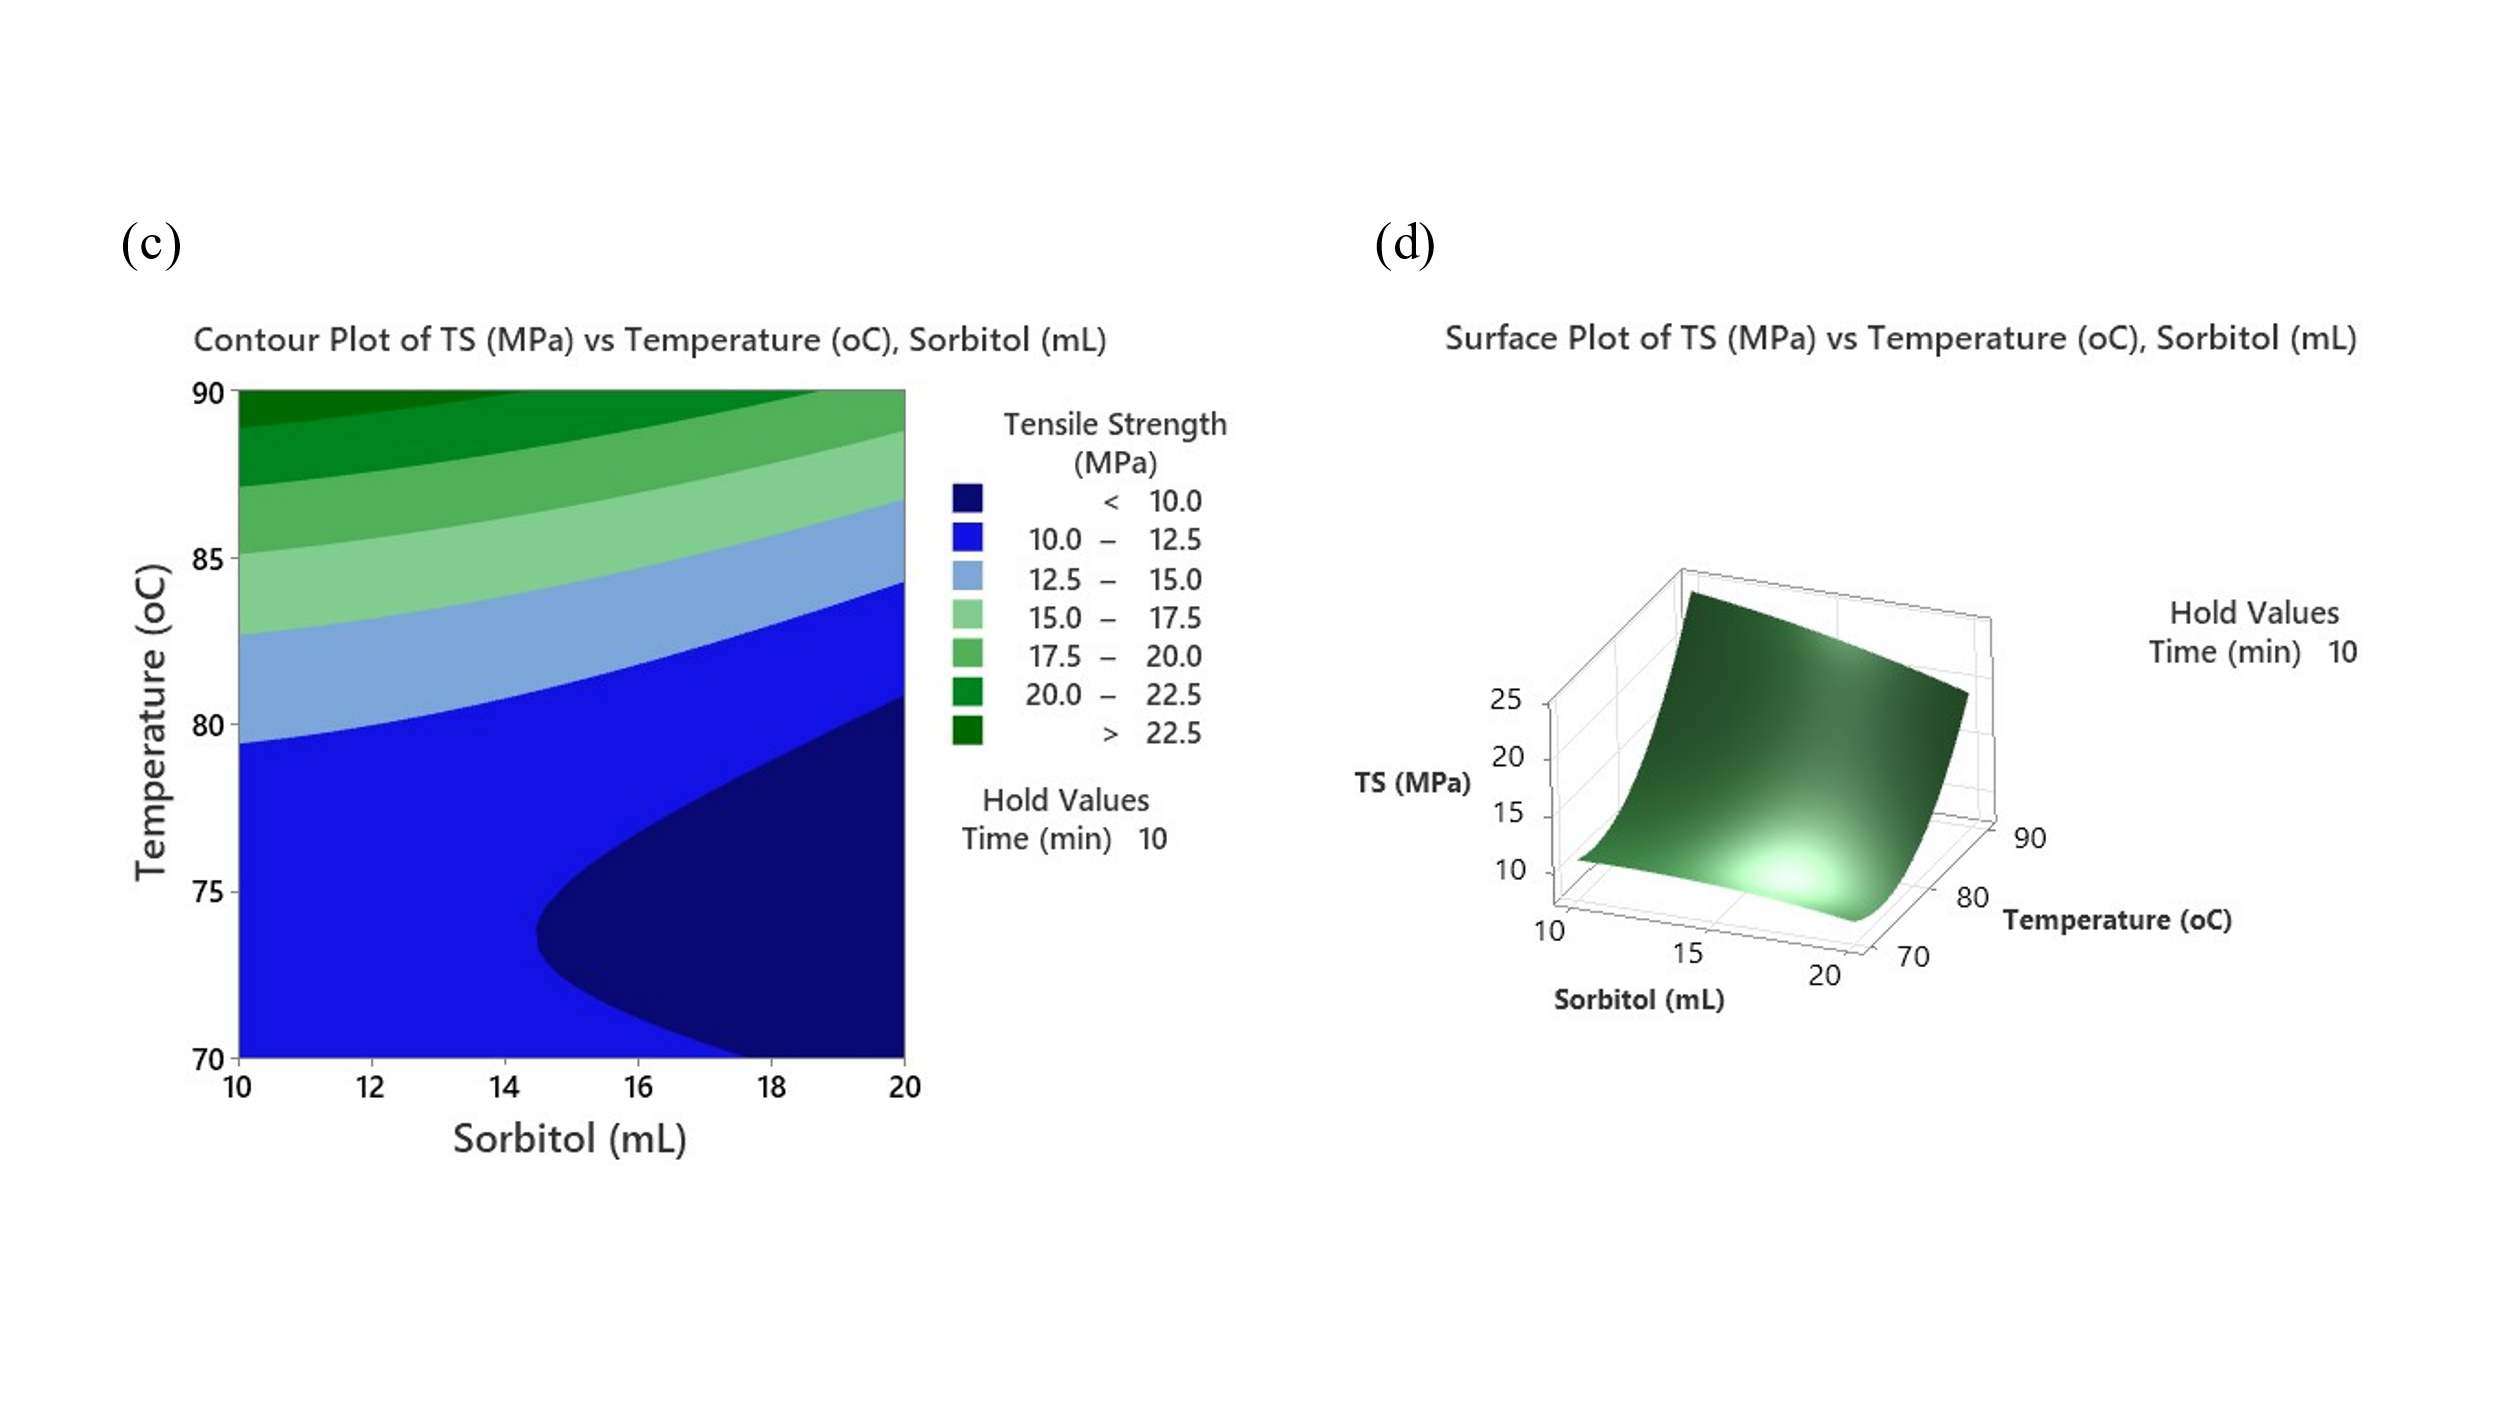 (c)
Contour Plot of TS (MPa) vs Temperature (oC), Sorbitol (mL)
90
85
80
75
70
Temperature (oC)
10 12 14 16 18 20
Sorbitol (mL)
Tensile Strength
(MPa)
< 10.0
10.0 – 12.5
12.5 – 15.0
15.0 – 17.5
17.5 – 20.0
20.0 – 22.5
> 22.5
Hold Values
Time (min) 10
(d)
Surface Plot of TS (MPa) vs Temperature (oC), Sorbitol (mL)
Hold Values
Time (min) 10
25
20
15
10
TS (MPa)
10
15
20
Sorbitol (mL)
90
80
70
Temperature (oC)